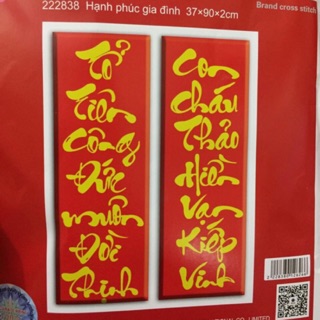 222838 Hạnh phúc gia đình 37×90×2cm
Brand cross stitch
Tổ
Tiên
Công
Đức
muôn
Đời
Thịnh
Con
Cháu
Thảo
Hiền
Vạn
Kiếp
Vinh